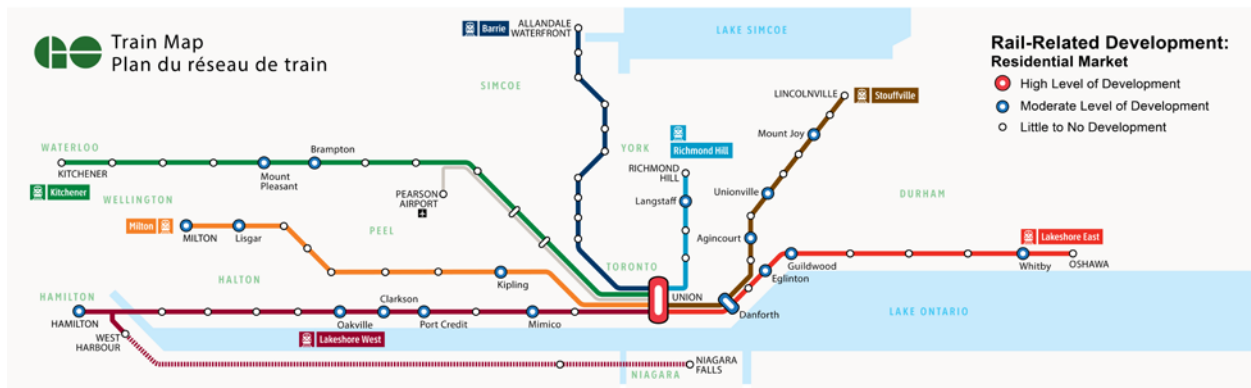 GO
Train Map
Plan du réseau de train
Barrie
ALLANDALE
WATERFRONT
LAKE SIMCOE
Rail-Related Development:
Residential Market
High Level of Development
Moderate Level of Development
Little to No Development
SIMCOE
LINCOLNVILLE
Stouffville
Mount Joy
WATERLOO
KITCHENER
Kitchener
Brampton
Mount
Pleasant
YORK
Richmond Hill
RICHMOND
HILL
Langstaff
Unionville
DURHAM
WELLINGTON
PEARSON
AIRPORT
Milton
MILTON
Lisgar
PEEL
Agincourt
Lakeshore East
Guildwood
Whitby
OSHAWA
HALTON
TORONTO
Kipling
Eglinton
UNION
Danforth
LAKE ONTARIO
HAMILTON
HAMILTON
Clarkson
Oakville
Port Credit
Mimico
WEST
HARBOUR
Lakeshore West
NIAGARA
FALLS
NIAGARA